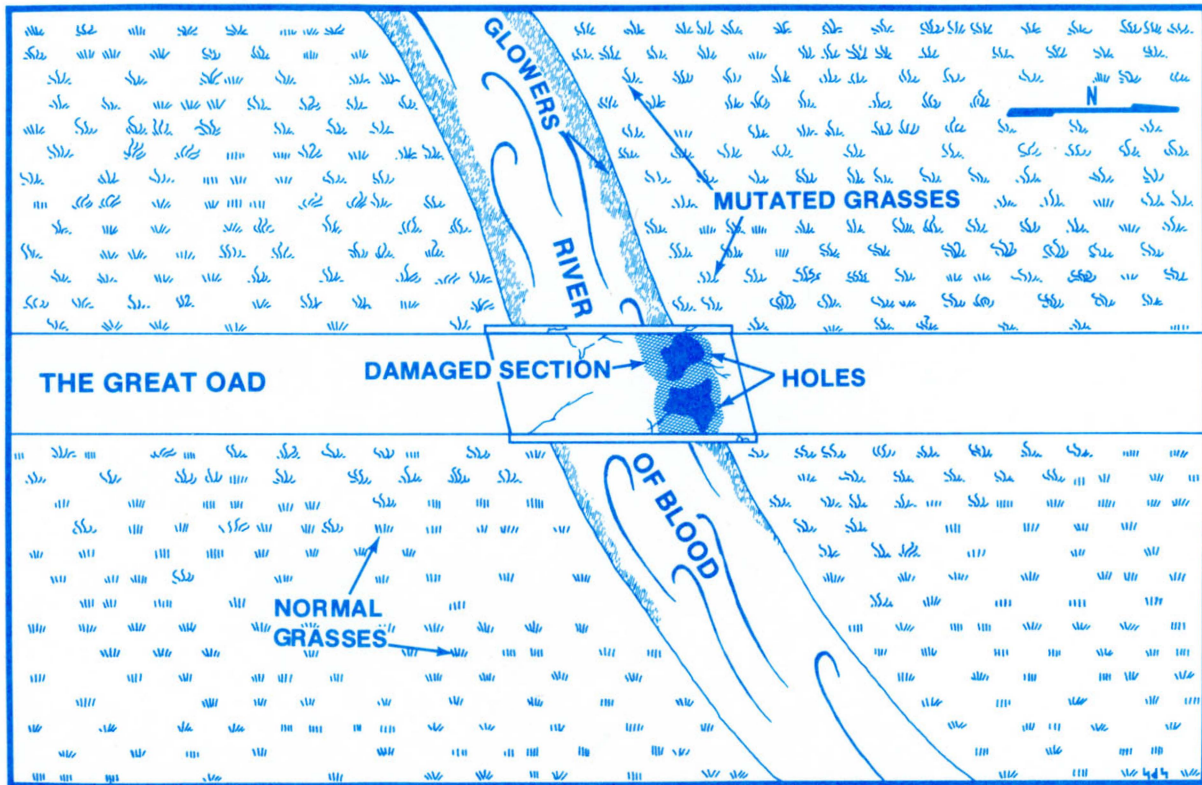 GLOWERS
N
MUTATED GRASSES
RIVER
DAMAGED SECTION
HOLES
THE GREAT OAD
OF BLOOD
NORMAL
GRASSES